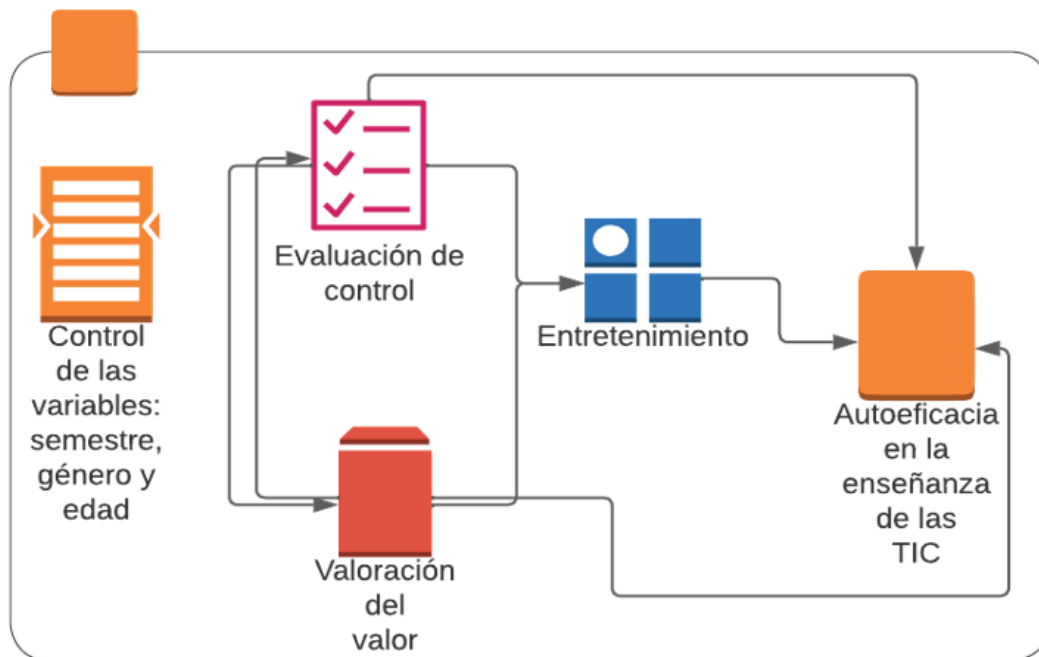 Evaluación de
control
Entretenimiento
Control
de las
variables:
semestre,
género y
edad
Autoeficacia
en la
enseñanza
de las
TIC
Valoración
del
valor